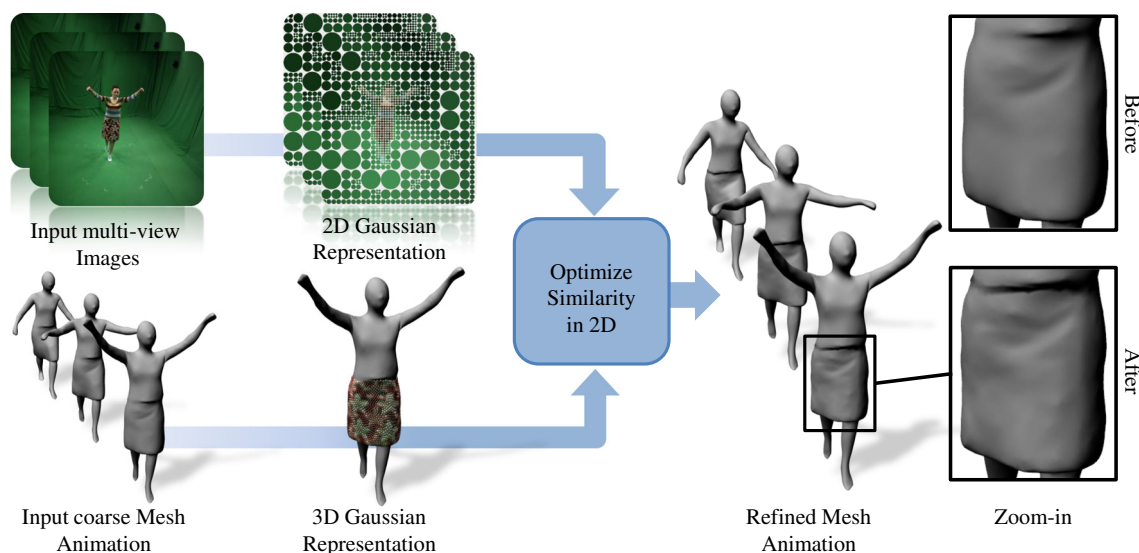 Input multi-view
Images
2D Gaussian
Representation
Optimize
Similarity
in 2D
Before
After
Input coarse Mesh
Animation
3D Gaussian
Representation
Refined Mesh
Animation
Zoom-in